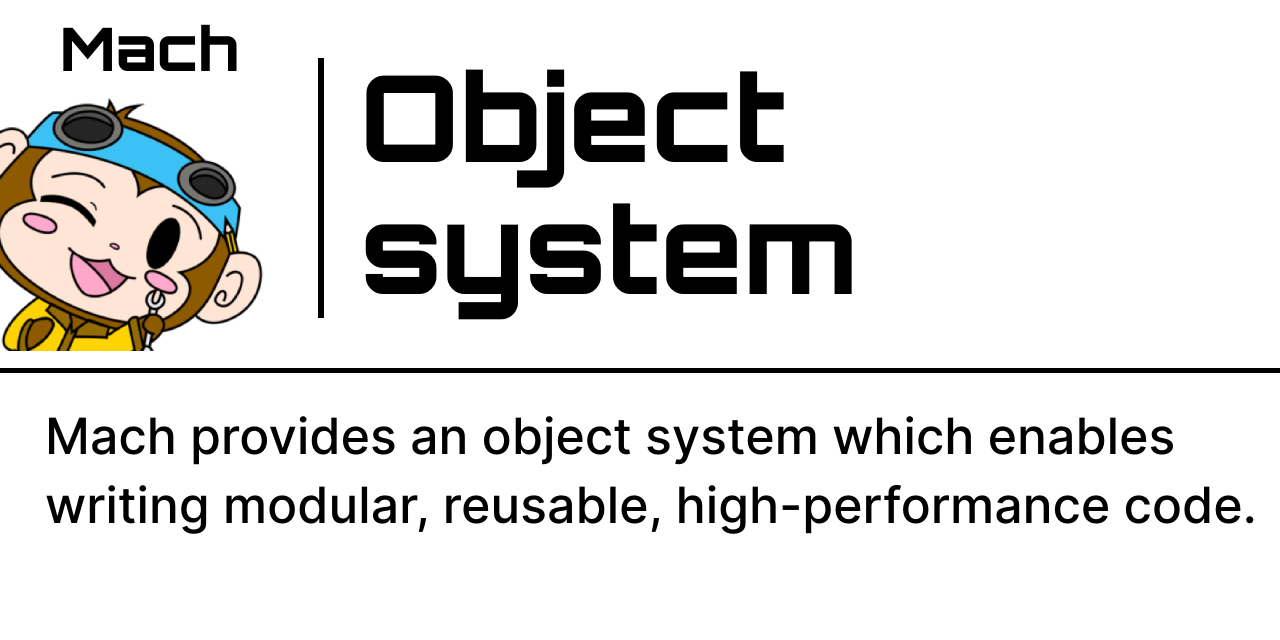 Mach
Object
system
Mach provides an object system which enables
writing modular, reusable, high-performance code.